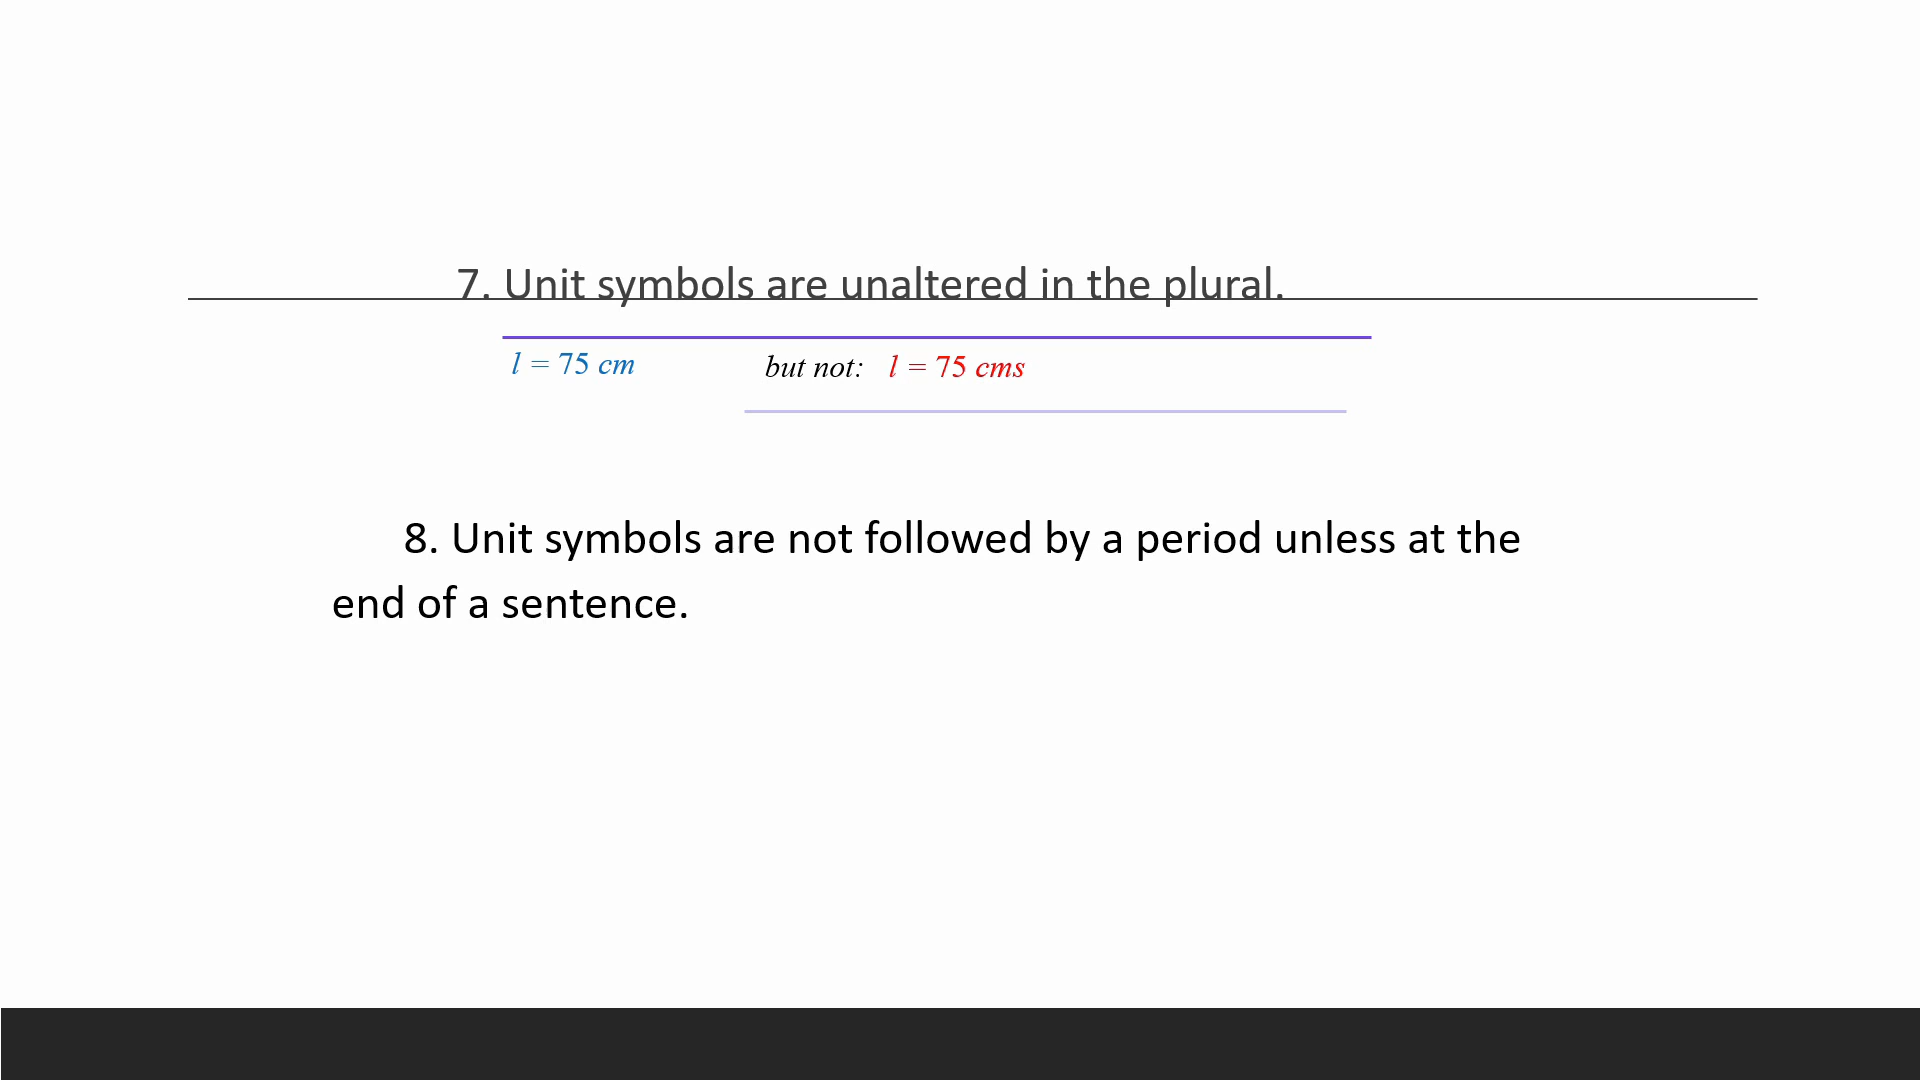 7. Unit symbols are unaltered in the plural.
l = 75 cm but not: l = 75 cms
8. Unit symbols are not followed by a period unless at the
end of a sentence.